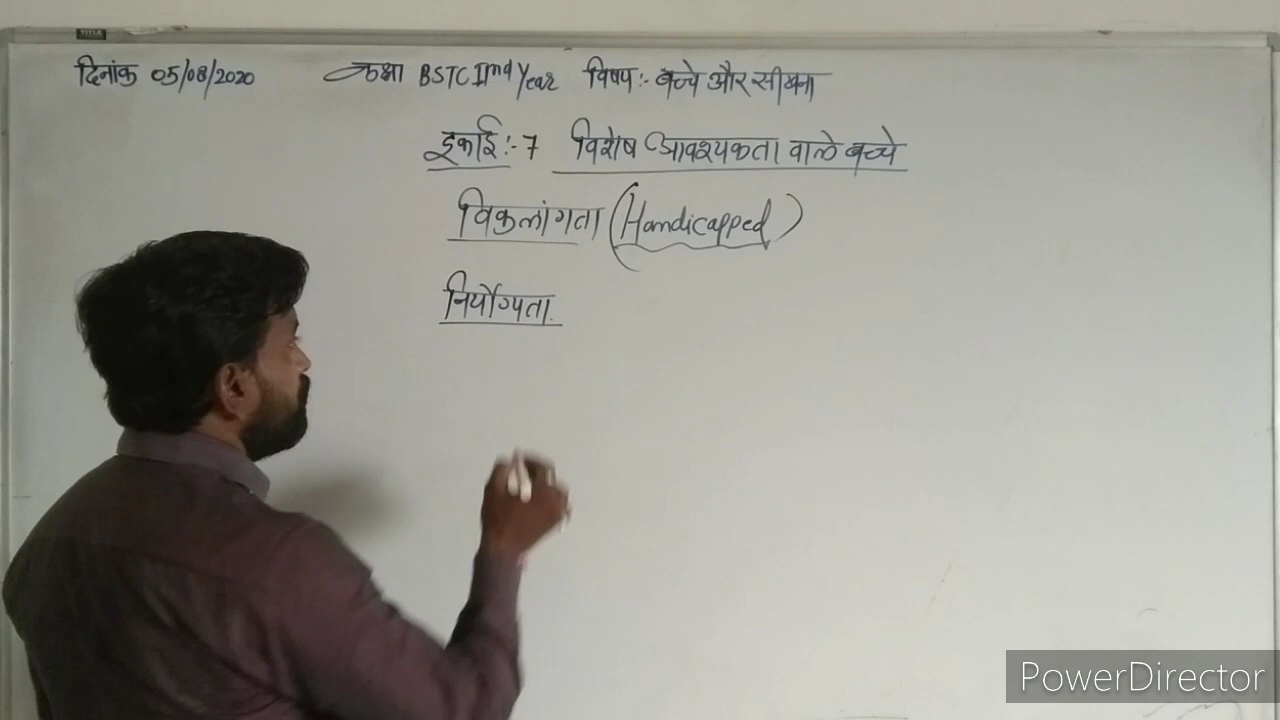 दिनांक 05/08/2020 कक्षा BSTC IInd Year विषय:- बच्चे और सीखना
इकाई:- 7 विशेष आवश्यकता वाले बच्चे
विकलांगता (Handicapped)
निर्योग्यता.
PowerDirector